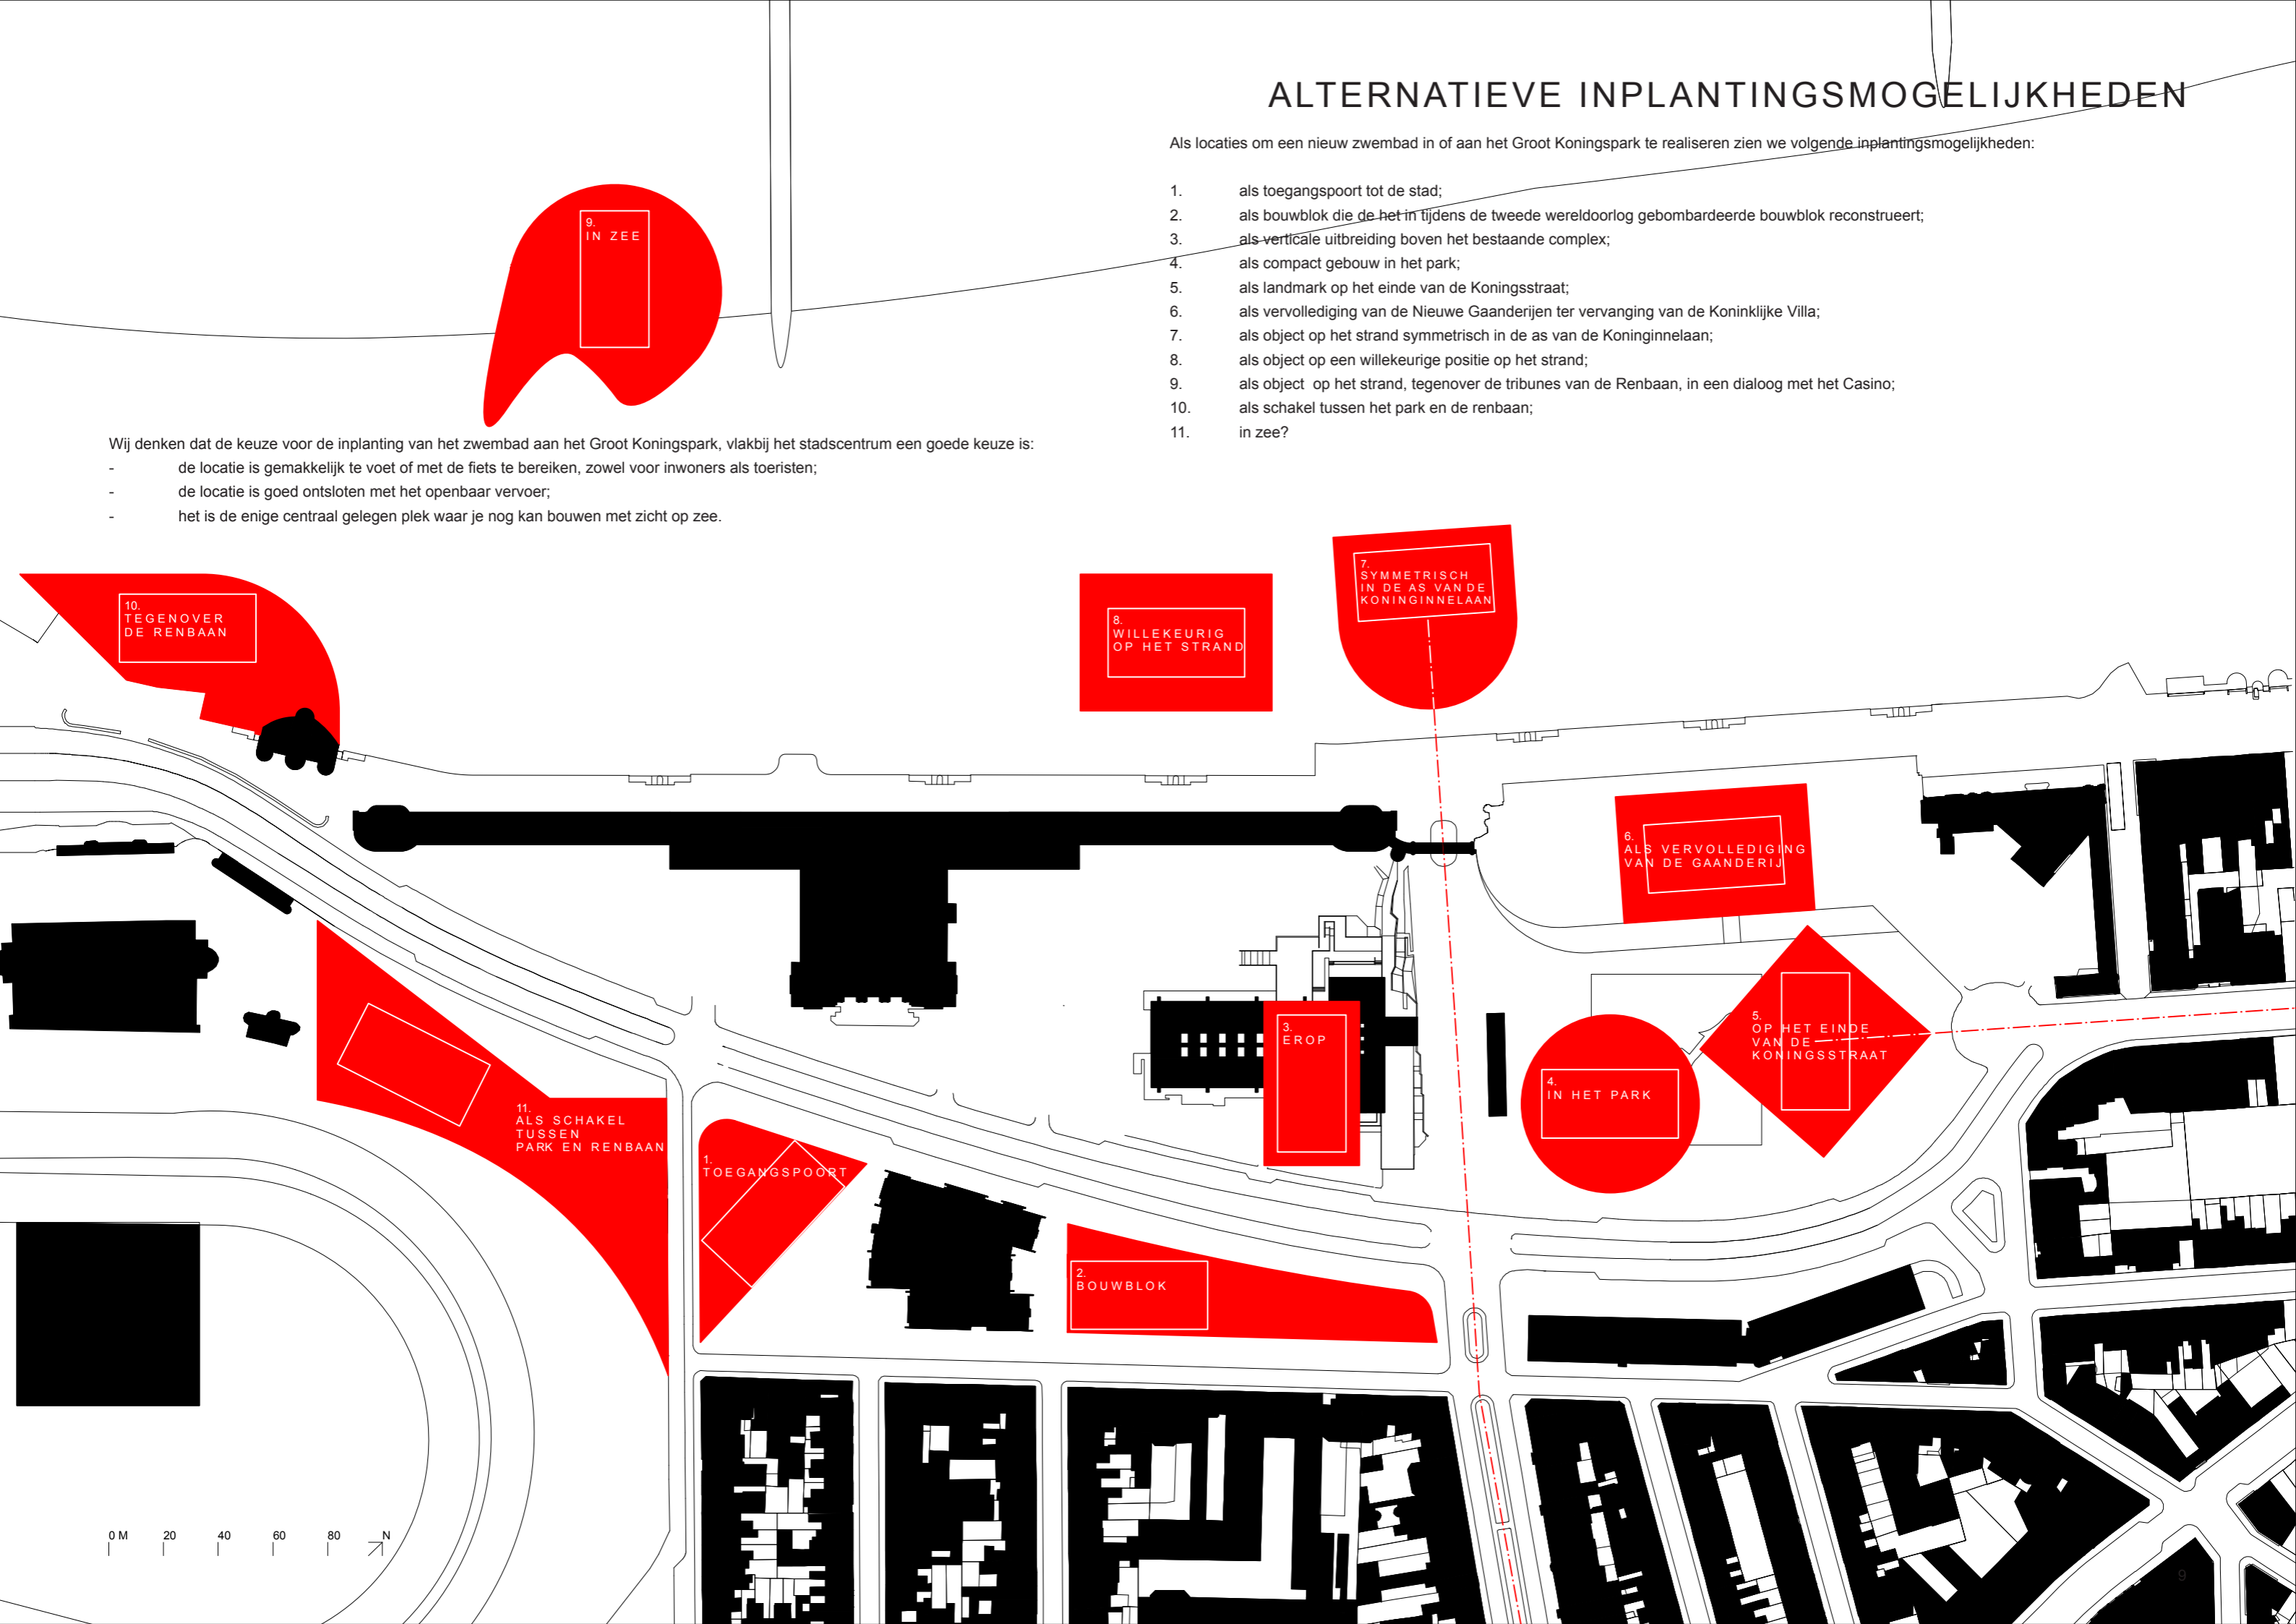 ALTERNATIEVE INPLANTINGSMOGELIJKHEDEN
Als locaties om een nieuw zwembad in of aan het Groot Koningspark te realiseren zien we volgende inplantingsmogelijkheden:
1. als toegangspoort tot de stad;
2. als bouwblok die de het in tijdens de tweede wereldoorlog gebombardeerde bouwblok reconstrueert;
3. als verticale uitbreiding boven het bestaande complex;
4. als compact gebouw in het park;
5. als landmark op het einde van de Koningsstraat;
6. als vervollediging van de Nieuwe Gaanderijen ter vervanging van de Koninklijke Villa;
7. als object op het strand symmetrisch in de as van de Koninginnelaan;
8. als object op een willekeurige positie op het strand;
9. als object op het strand, tegenover de tribunes van de Renbaan, in een dialoog met het Casino;
10. als schakel tussen het park en de renbaan;
11. in zee?
9.
IN ZEE
Wij denken dat de keuze voor de inplanting van het zwembad aan het Groot Koningspark, vlakbij het stadscentrum een goede keuze is:
- de locatie is gemakkelijk te voet of met de fiets te bereiken, zowel voor inwoners als toeristen;
- de locatie is goed ontsloten met het openbaar vervoer;
- het is de enige centraal gelegen plek waar je nog kan bouwen met zicht op zee.
10.
TEGENOVER
DE RENBAAN
8.
WILLEKEURIG
OP HET STRAND
7.
SYMMETRISCH
IN DE AS VAN DE
KONINGINNELAAN
6.
ALS VERVOLLEDIGING
VAN DE GAANDERIJ
5.
OP HET EINDE
VAN DE
KONINGSSTRAAT
3.
EROP
4.
IN HET PARK
11.
ALS SCHAKEL
TUSSEN
PARK EN RENBAAN
1.
TOEGANGSPOORT
2.
BOUWBLOK
0 M 20 40 60 80 N
9